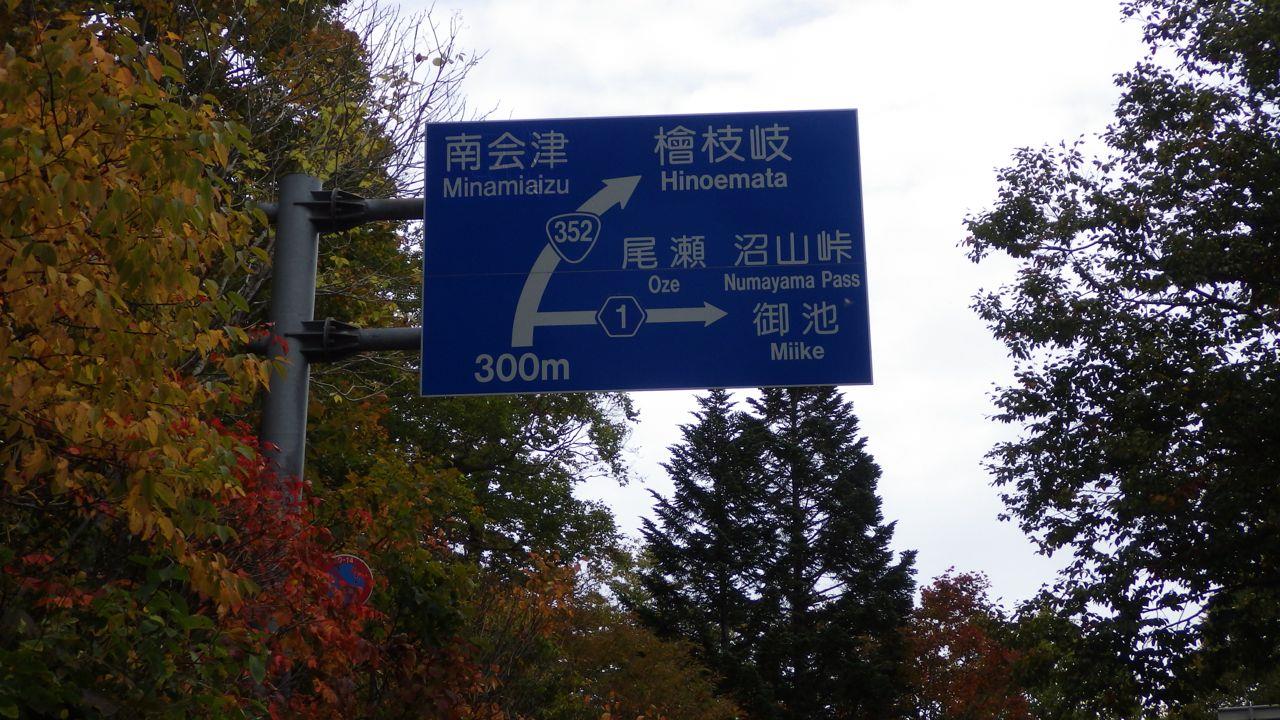 南会津 檜枝岐
Minamiaizu Hinoemata
352
尾瀬 沼山峠
Oze Numayama Pass
1
御池
Miike
300m